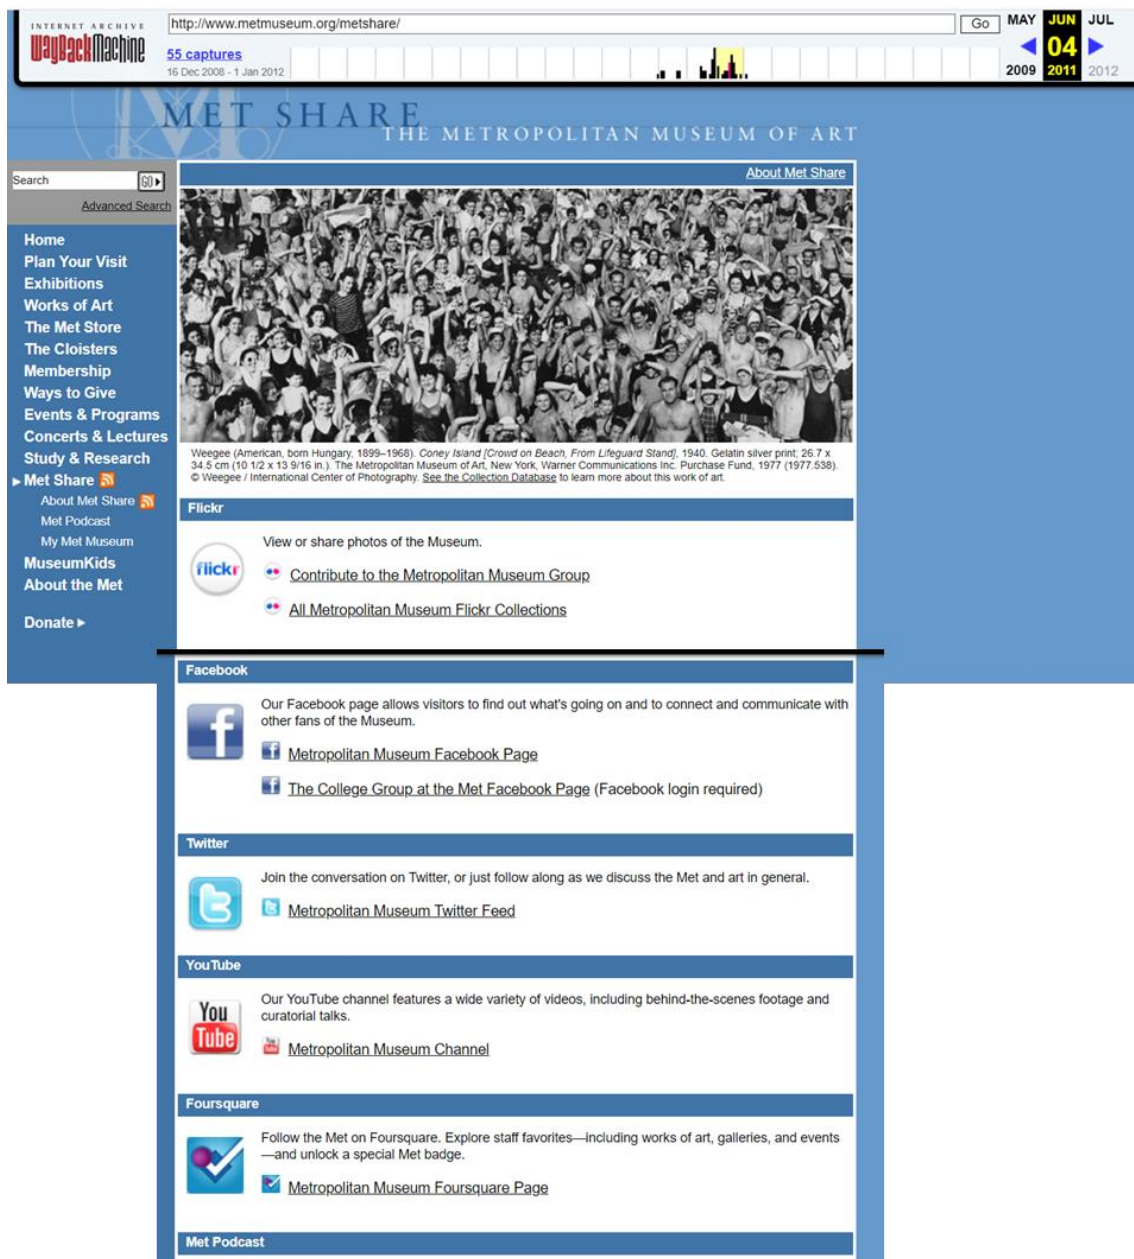 INTERNET ARCHIVE
WayBackMachine
http://www.metmuseum.org/metshare/
Go
MAY JUN JUL
55 captures
04
16 Dec 2008 - 1 Jan 2012
2009 2011 2012
MET SHARE
THE METROPOLITAN MUSEUM OF ART
Search
GO
Advanced Search
Home
Plan Your Visit
Exhibitions
Works of Art
The Met Store
The Cloisters
Membership
Ways to Give
Events & Programs
Concerts & Lectures
Study & Research
Met Share
About Met Share
Met Podcast
My Met Museum
MuseumKids
About the Met
Donate
About Met Share
Weegee (American, born Hungary, 1899–1968). Coney Island [Crowd on Beach, From Lifeguard Stand], 1940. Gelatin silver print; 26.7 x
34.5 cm (10 1/2 x 13 9/16 in.). The Metropolitan Museum of Art, New York, Warner Communications Inc. Purchase Fund, 1977 (1977.538).
© Weegee / International Center of Photography. See the Collection Database to learn more about this work of art.
Flickr
flickr
View or share photos of the Museum.
Contribute to the Metropolitan Museum Group
All Metropolitan Museum Flickr Collections
Facebook
f
Our Facebook page allows visitors to find out what's going on and to connect and communicate with
other fans of the Museum.
f Metropolitan Museum Facebook Page
f The College Group at the Met Facebook Page (Facebook login required)
Twitter
t
Join the conversation on Twitter, or just follow along as we discuss the Met and art in general.
t Metropolitan Museum Twitter Feed
YouTube
You
Tube
Our YouTube channel features a wide variety of videos, including behind-the-scenes footage and
curatorial talks.
You Tube Metropolitan Museum Channel
Foursquare
Follow the Met on Foursquare. Explore staff favorites—including works of art, galleries, and events
—and unlock a special Met badge.
Metropolitan Museum Foursquare Page
Met Podcast